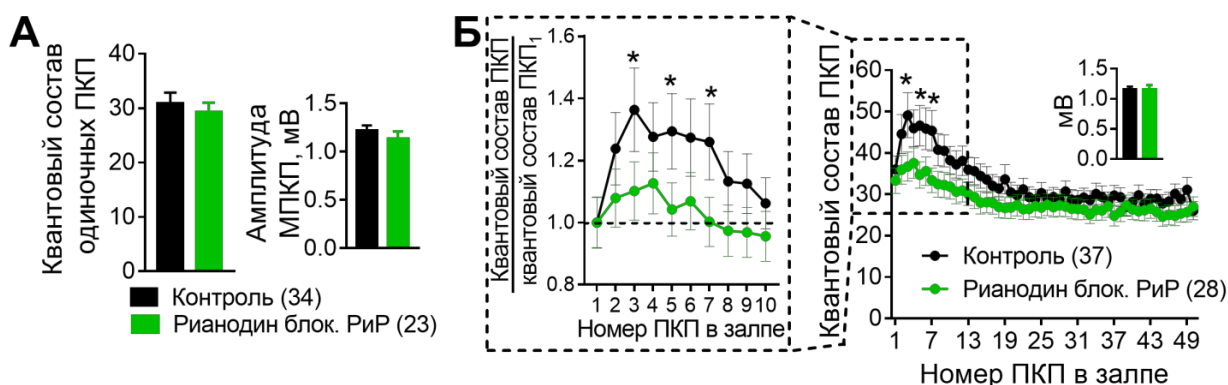 А
Квантовый состав
одиночных ПКП
40
30
20
10
0
Амплитуда
МПКП, мВ
1.5
1.0
0.5
0.0
Контроль (34)
Рианодин блок. РиР (23)
Б
Квантовый состав ПКП
квантовый состав ПКП₁
1.6
1.4
1.2
1.0
0.8
* * *
1 2 3 4 5 6 7 8 9 10
Номер ПКП в залпе
Квантовый состав ПКП
60
50
40
30
20
10
0
* * *
мВ
1.5
1.0
0.5
0.0
Контроль (37)
Рианодин блок. РиР (28)
1 7 13 19 25 31 37 43 49
Номер ПКП в залпе